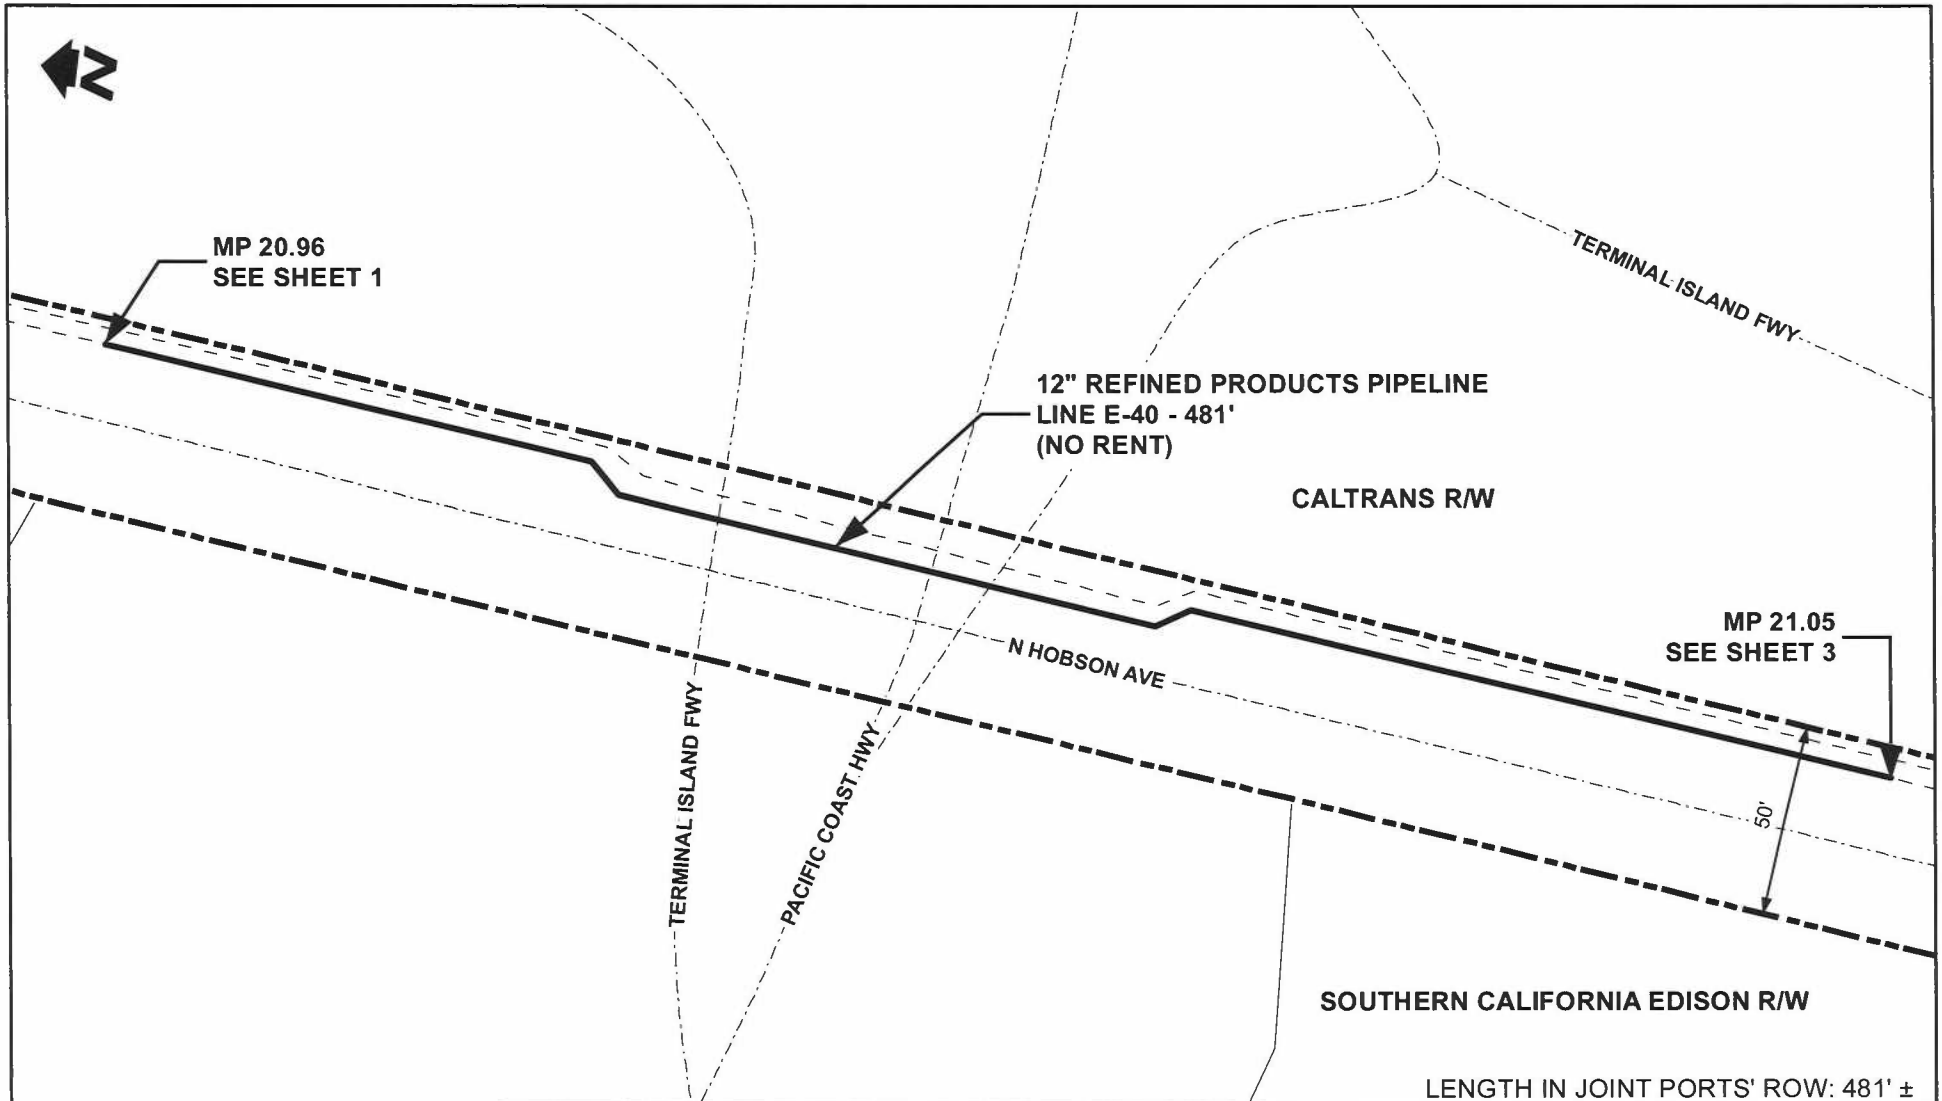 N
MP 20.96
SEE SHEET 1
TERMINAL ISLAND FWY
12" REFINED PRODUCTS PIPELINE
LINE E-40 - 481'
(NO RENT)
CALTRANS R/W
MP 21.05
SEE SHEET 3
N HOBSON AVE
TERMINAL ISLAND FWY
PACIFIC COAST HWY
50'
SOUTHERN CALIFORNIA EDISON R/W
LENGTH IN JOINT PORTS' ROW: 481' ±